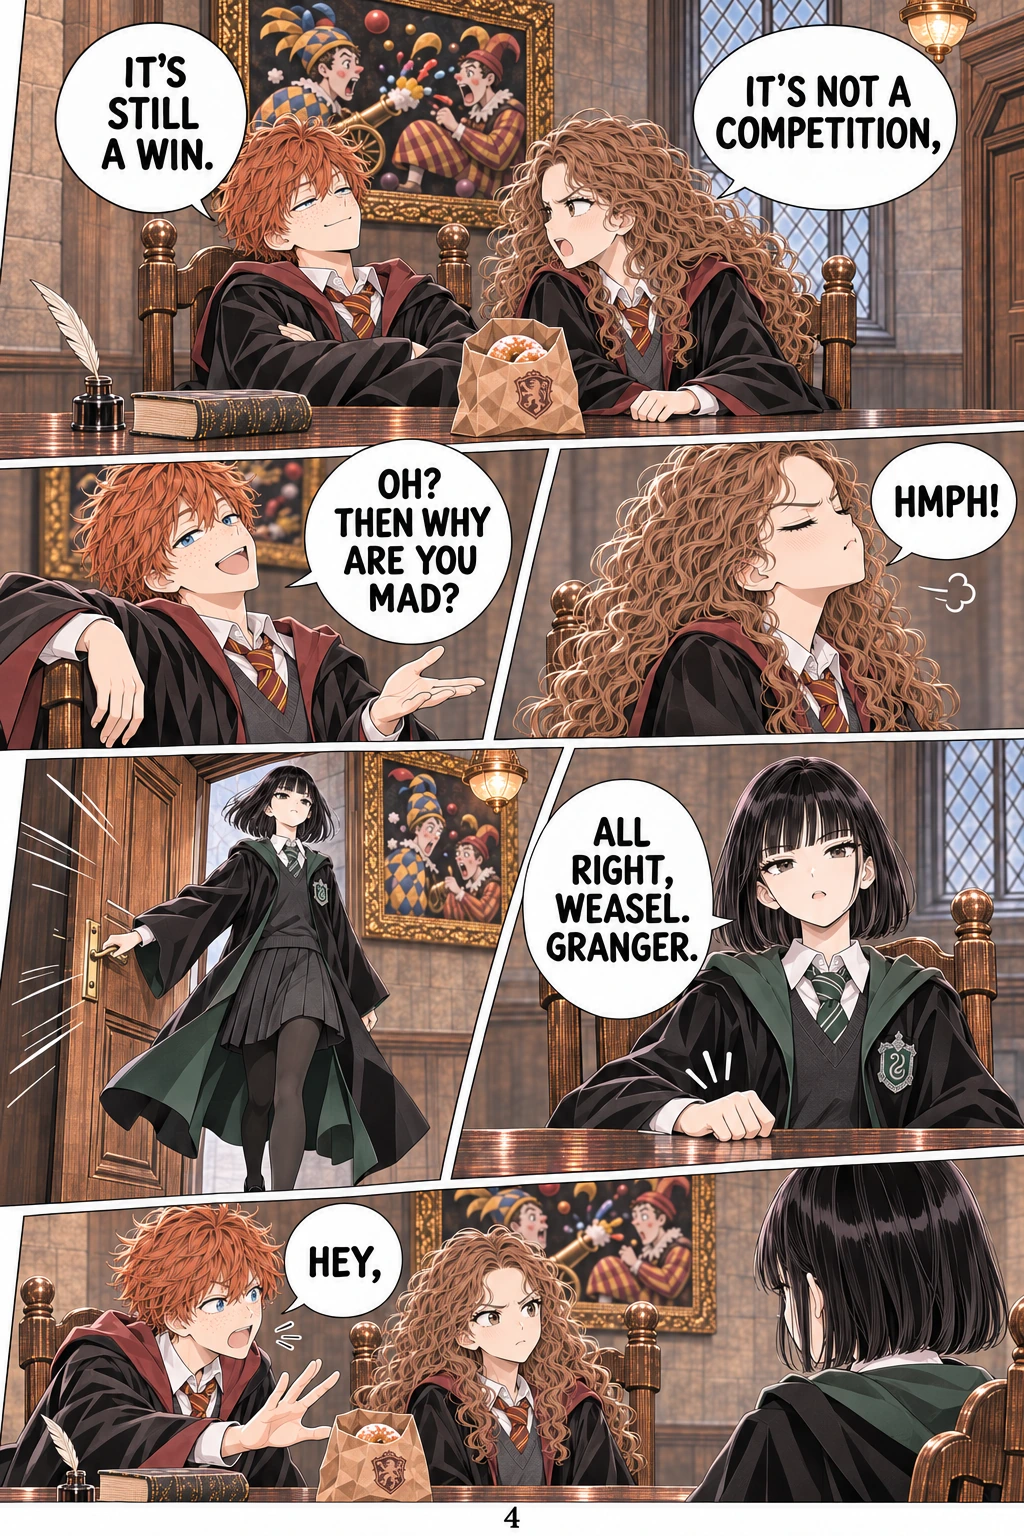 IT'S
STILL
A WIN.
IT'S NOT A
COMPETITION,
OH?
THEN WHY
ARE YOU
MAD?
HMPH!
ALL
RIGHT,
WEASEL.
GRANGER.
HEY,
4